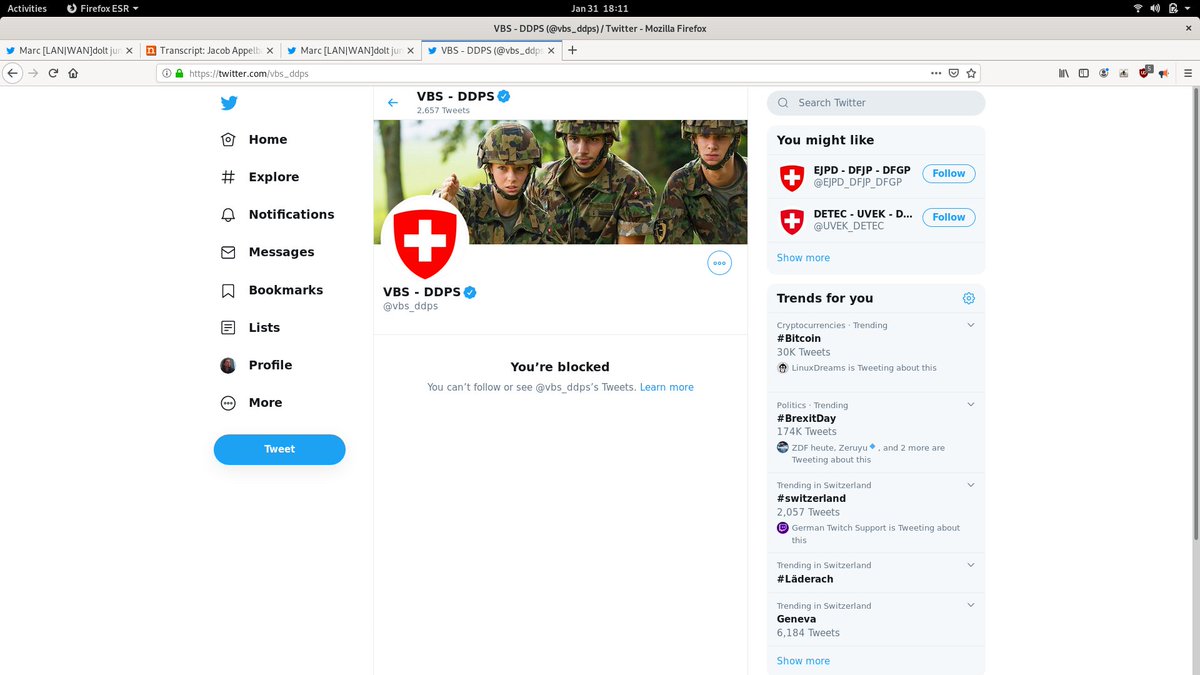 Activities
Firefox ESR
Jan 31 18:11
VBS - DDPS (@vbs_ddps) / Twitter - Mozilla Firefox
Marc [LAN|WAN]dolt jun
Transcript: Jacob Appelb
Marc [LAN|WAN]dolt jun
VBS - DDPS (@vbs_ddps
https://twitter.com/vbs_ddps
5
Home
Explore
Notifications
Messages
Bookmarks
Lists
Profile
More
Tweet
VBS - DDPS
2,657 Tweets
VBS - DDPS
@vbs_ddps
You're blocked
You can't follow or see @vbs_ddps's Tweets. Learn more
Search Twitter
You might like
EJPD - DFJP - DFGP
@EJPD_DFJP_DFGP
Follow
DETEC - UVEK - D...
@UVEK_DETEC
Follow
Show more
Trends for you
Cryptocurrencies · Trending
#Bitcoin
30K Tweets
LinuxDreams is Tweeting about this
Politics · Trending
#BrexitDay
174K Tweets
ZDF heute, Zeruyu🔹, and 2 more are
Tweeting about this
Trending in Switzerland
#switzerland
2,057 Tweets
German Twitch Support is Tweeting about
this
Trending in Switzerland
#Läderach
Trending in Switzerland
Geneva
6,184 Tweets
Show more